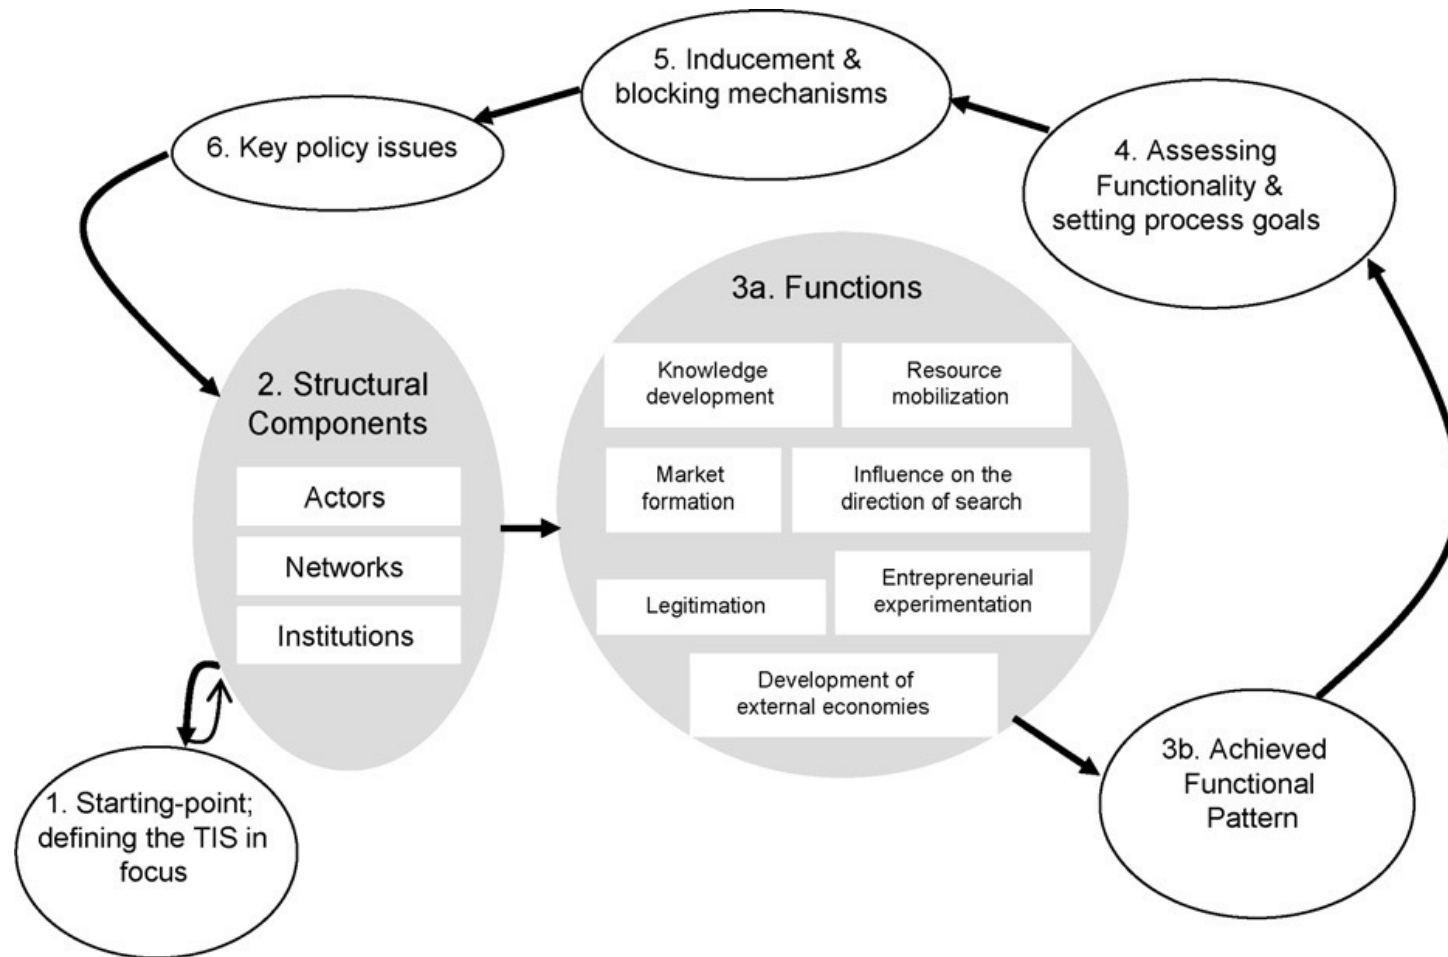 1. Starting-point;
defining the TIS in
focus
2. Structural
Components
Actors
Networks
Institutions
3a. Functions
Knowledge
development
Resource
mobilization
Market
formation
Influence on the
direction of search
Legitimation
Entrepreneurial
experimentation
Development of
external economies
3b. Achieved
Functional
Pattern
4. Assessing
Functionality &
setting process goals
5. Inducement &
blocking mechanisms
6. Key policy issues